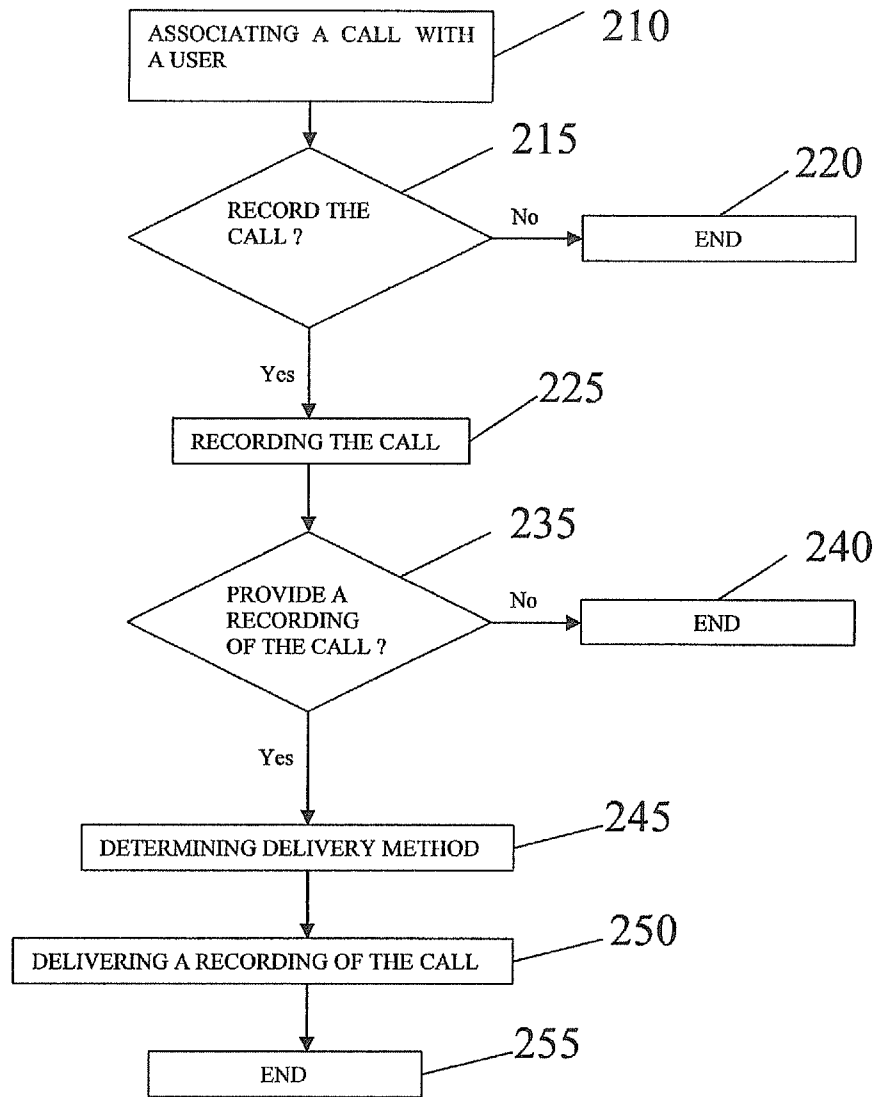 ASSOCIATING A CALL WITH
A USER
210
215
RECORD THE
CALL ?
No
220
END
Yes
225
RECORDING THE CALL
235
PROVIDE A
RECORDING
OF THE CALL ?
No
240
END
Yes
245
DETERMINING DELIVERY METHOD
250
DELIVERING A RECORDING OF THE CALL
255
END